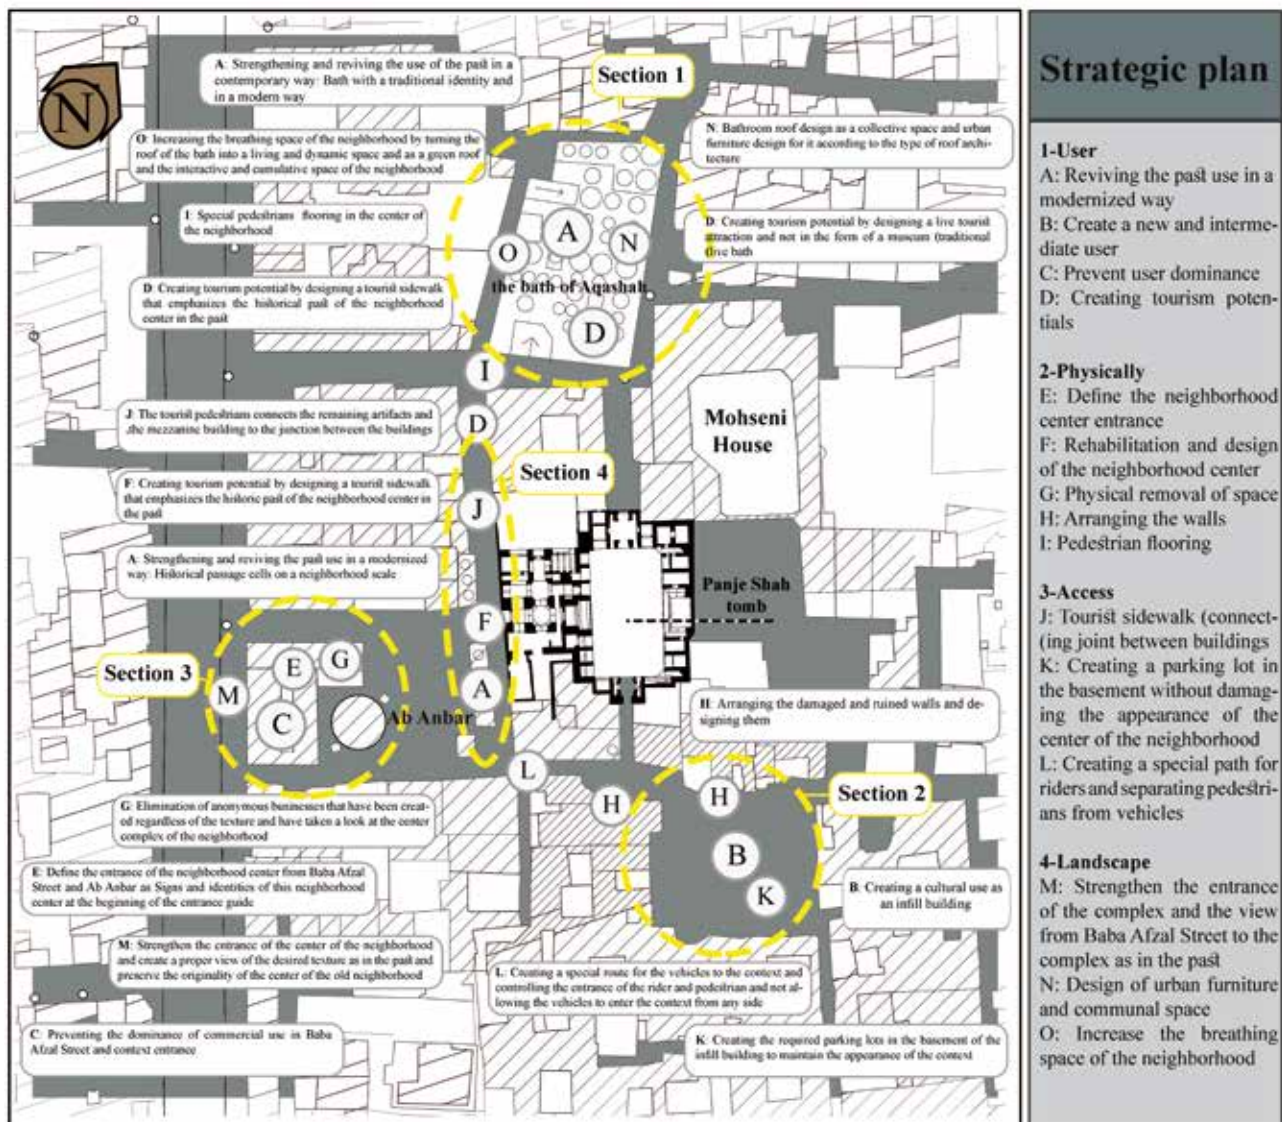 Strategic plan
1-User
A: Reviving the past use in a
modernized way
B: Create a new and interme-
diate user
C: Prevent user dominance
D: Creating tourism poten-
tials
2-Physically
E: Define the neighborhood
center entrance
F: Rehabilitation and design
of the neighborhood center
G: Physical removal of space
H: Arranging the walls
I: Pedestrian flooring
3-Access
J: Tourist sidewalk (connect-
(ing joint between buildings
K: Creating a parking lot in
the basement without damag-
ing the appearance of the
center of the neighborhood
L: Creating a special path for
riders and separating pedestri-
ans from vehicles
4-Landscape
M: Strengthen the entrance
of the complex and the view
from Baba Afzal Street to the
complex as in the past
N: Design of urban furniture
and communal space
O: Increase the breathing
space of the neighborhood
N
A: Strengthening and reviving the use of the past in a
contemporary way: Bath with a traditional identity and
in a modern way
Section 1
O: Increasing the breathing space of the neighborhood by turning the
roof of the bath into a living and dynamic space and as a green roof
and the interactive and cumulative space of the neighborhood
N: Bathroom roof design as a collective space and urban
furniture design for it according to the type of roof archi-
tecture
I: Special pedestrians flooring in the center of
the neighborhood
D: Creating tourism potential by designing a live tourist
attraction and not in the form of a museum (traditional
(live bath
D: Creating tourism potential by designing a tourist sidewalk
that emphasizes the historical past of the neighborhood
center in the past
A
N
O
the bath of Aqashah
D
I
D
J: The tourist pedestrians connects the remaining artifacts and
.the mezzanine building to the junction between the buildings
Mohseni
House
Section 4
F: Creating tourism potential by designing a tourist sidewalk
that emphasizes the historic past of the neighborhood center in
the past
J
A: Strengthening and reviving the past use in a modernized
way: Historical passage cells on a neighborhood scale
Panje Shah
tomb
F
Section 3
E
G
M
C
A
Ab Anbar
H: Arranging the damaged and ruined walls and de-
signing them
L
H
H
Section 2
B
K
G: Elimination of anonymous businesses that have been creat-
ed regardless of the texture and have taken a look at the center
complex of the neighborhood
E: Define the entrance of the neighborhood center from Baba Afzal
Street and Ab Anbar as Signs and identities of this neighborhood
center at the beginning of the entrance guide
B: Creating a cultural use as
an infill building
M: Strengthen the entrance of the center of the neighborhood
and create a proper view of the desired texture as in the past and
preserve the originality of the center of the old neighborhood
L: Creating a special route for the vehicles to the context and
controlling the entrance of the rider and pedestrian and not al-
lowing the vehicles to enter the context from any side
C: Preventing the dominance of commercial use in Baba
Afzal Street and context entrance
K: Creating the required parking lots in the basement of the
infill building to maintain the appearance of the context